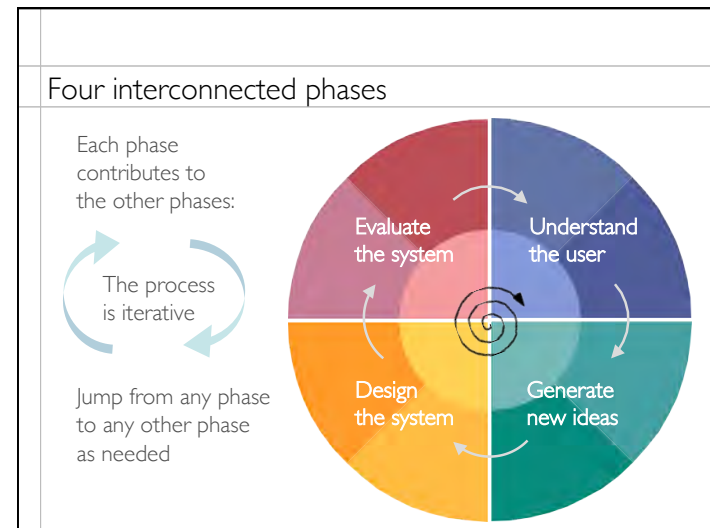 Four interconnected phases
Each phase
contributes to
the other phases:
The process
is iterative
Jump from any phase
to any other phase
as needed
Evaluate
the system
Understand
the user
Design
the system
Generate
new ideas